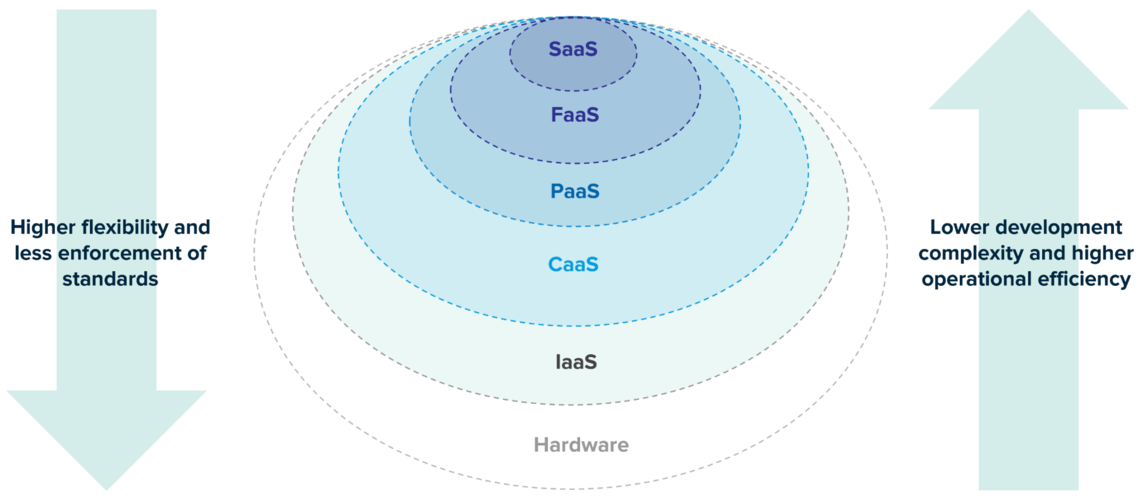 SaaS
FaaS
PaaS
CaaS
IaaS
Hardware
Higher flexibility and
less enforcement of
standards
Lower development
complexity and higher
operational efficiency